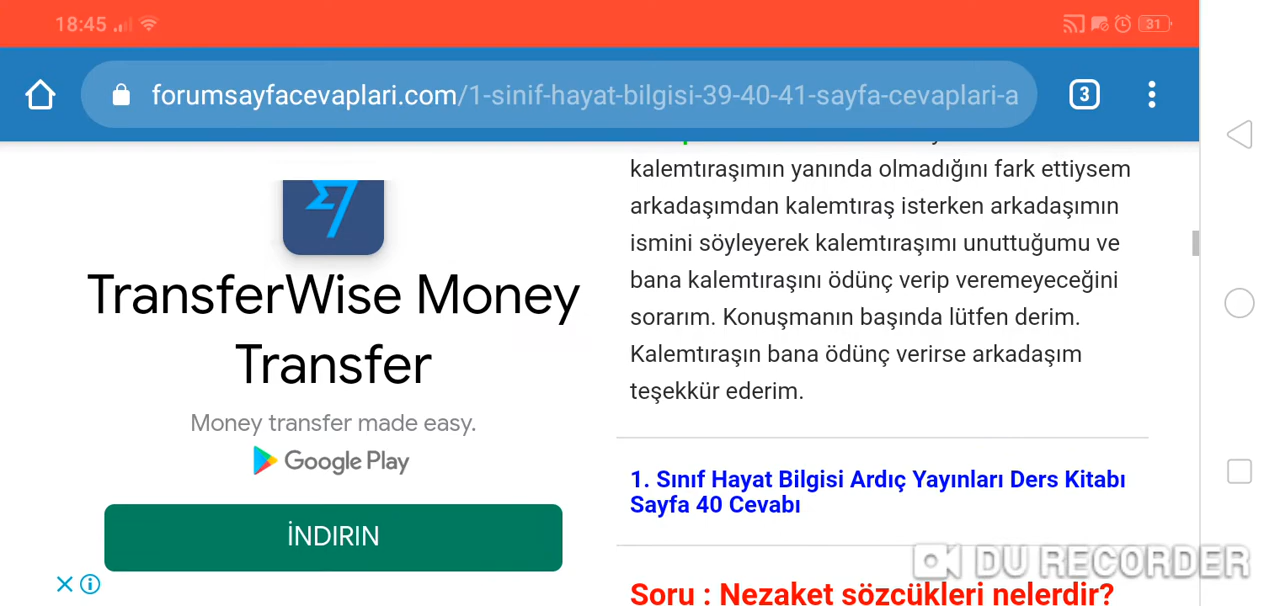 18:45
31
forumsayfacevaplari.com/1-sinif-hayat-bilgisi-39-40-41-sayfa-cevaplari-a
3
TransferWise Money
Transfer
Money transfer made easy.
Google Play
İNDIRIN
kalemtıraşımın yanında olmadığını fark ettiysem
arkadaşımdan kalemtıraş isterken arkadaşımın
ismini söyleyerek kalemtıraşımı unuttuğumu ve
bana kalemtıraşını ödünç verip veremeyeceğini
sorarım. Konuşmanın başında lütfen derim.
Kalemtıraşın bana ödünç verirse arkadaşım
teşekkür ederim.
1. Sınıf Hayat Bilgisi Ardıç Yayınları Ders Kitabı
Sayfa 40 Cevabı
Soru : Nezaket sözcükleri nelerdir?
DU RECORDER